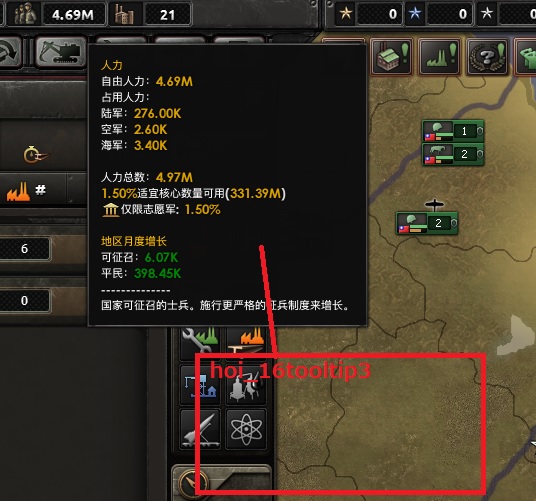 4.69M
21
0
0
0
人力
自由人力: 4.69M
占用人力:
陆军: 276.00K
空军: 2.60K
海军: 3.40K
人力总数: 4.97M
1.50%适宜核心数量可用(331.39M)
仅限志愿军: 1.50%
地区月度增长
可征召: 6.07K
平民: 398.45K
--------------
国家可征召的士兵。施行更严格的征兵制度来增长。
#
6
0
1
2
2
hoi_16tooltip3